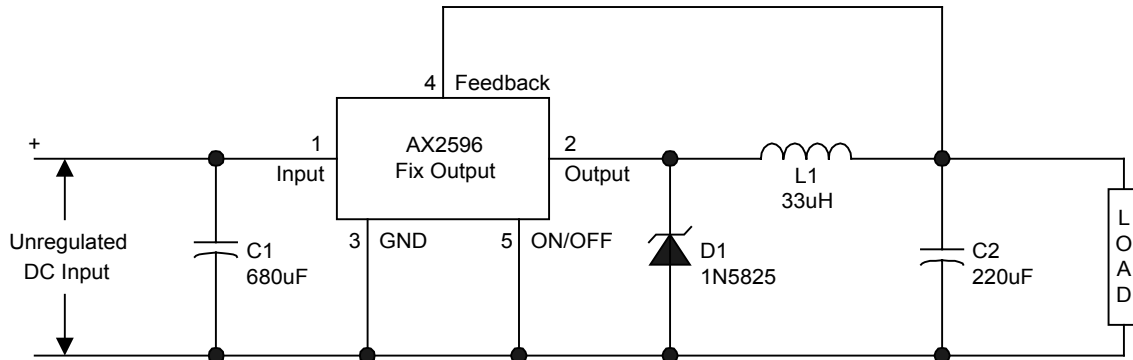 4 Feedback
+
1
Input
AX2596
Fix Output
2
Output
L1
33uH
3 GND
5 ON/OFF
Unregulated
DC Input
C1
680uF
D1
1N5825
C2
220uF
L
O
A
D